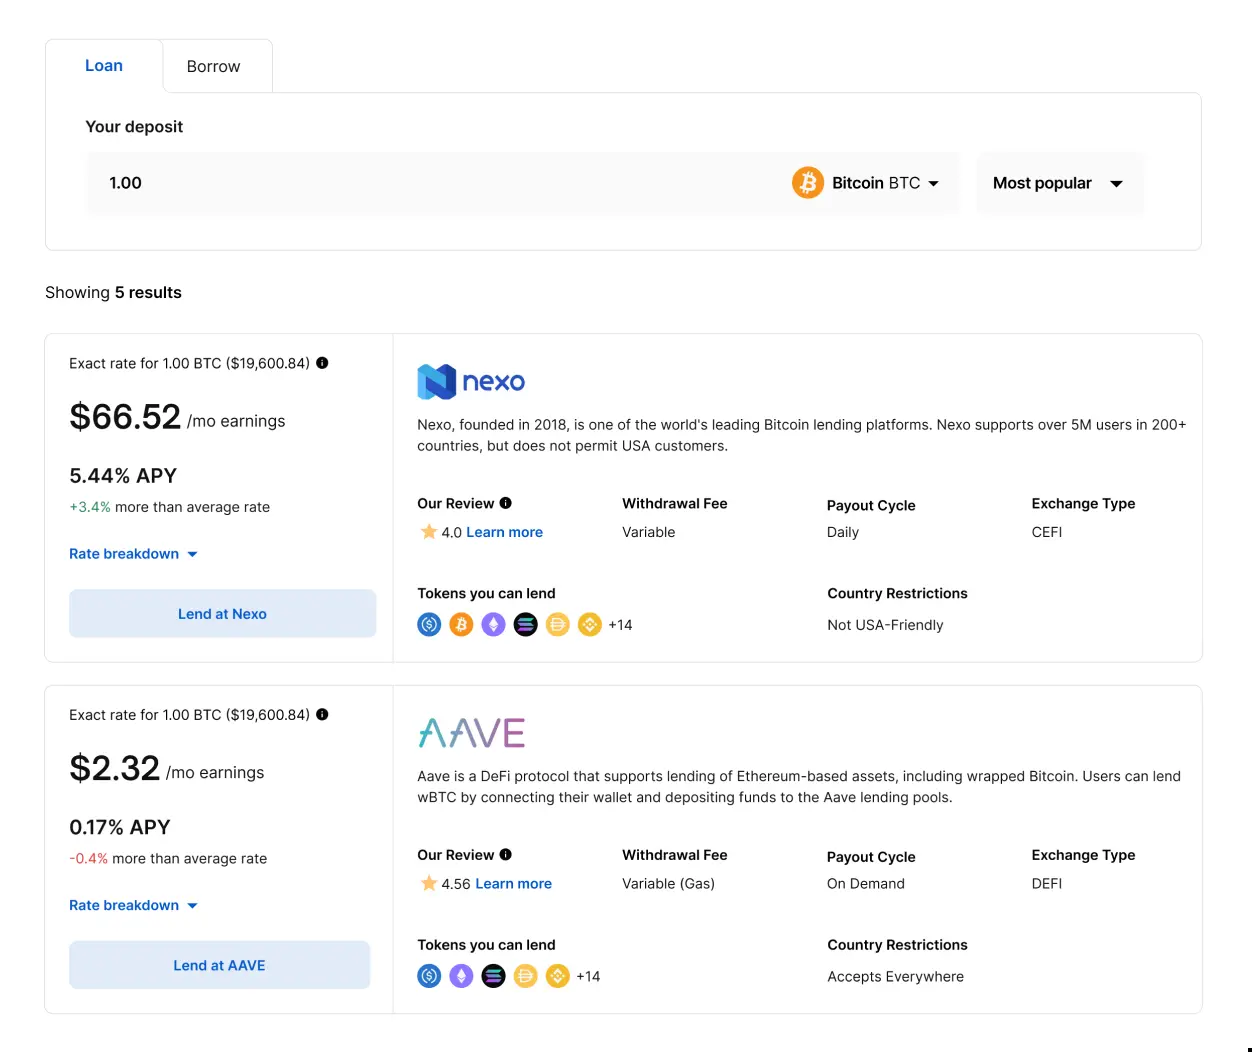 Loan
Borrow
Your deposit
1.00
Bitcoin BTC
Most popular
Showing 5 results
Exact rate for 1.00 BTC ($19,600.84)
$66.52 /mo earnings
5.44% APY
+3.4% more than average rate
Rate breakdown
Lend at Nexo
nexo
Nexo, founded in 2018, is one of the world's leading Bitcoin lending platforms. Nexo supports over 5M users in 200+
countries, but does not permit USA customers.
Our Review
4.0 Learn more
Withdrawal Fee
Variable
Payout Cycle
Daily
Exchange Type
CEFI
Tokens you can lend
+14
Country Restrictions
Not USA-Friendly
Exact rate for 1.00 BTC ($19,600.84)
$2.32 /mo earnings
0.17% APY
-0.4% more than average rate
Rate breakdown
Lend at AAVE
AAVE
Aave is a DeFi protocol that supports lending of Ethereum-based assets, including wrapped Bitcoin. Users can lend
wBTC by connecting their wallet and depositing funds to the Aave lending pools.
Our Review
4.56 Learn more
Withdrawal Fee
Variable (Gas)
Payout Cycle
On Demand
Exchange Type
DEFI
Tokens you can lend
+14
Country Restrictions
Accepts Everywhere